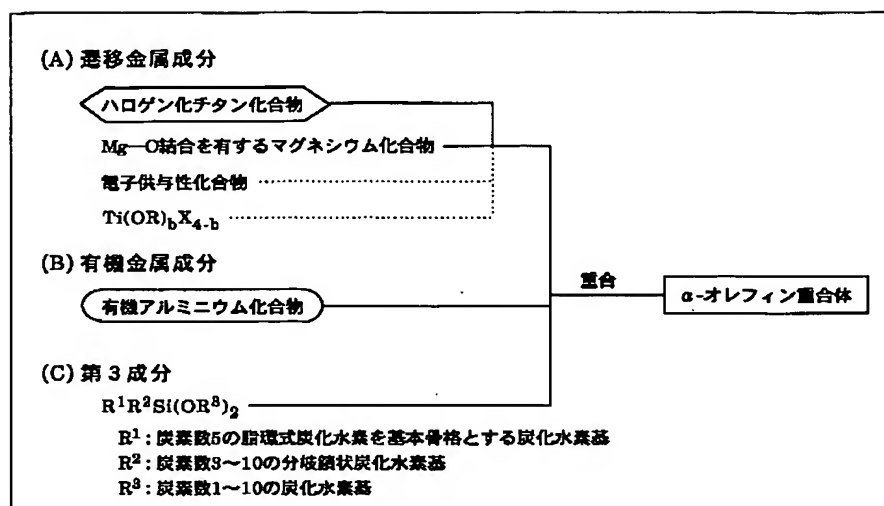 (A) 遷移金属成分
ハロゲン化チタン化合物
Mg—O結合を有するマグネシウム化合物
電子供与性化合物
Ti(OR)bX4-b
(B) 有機金属成分
重合
有機アルミニウム化合物
α-オレフィン重合体
(C) 第3成分
R¹R²Si(OR³)₂
R¹:炭素数5の脂環式炭化水素を基本骨格とする炭化水素基
R²:炭素数3〜10の分岐鎖状炭化水素基
R³:炭素数1〜10の炭化水素基